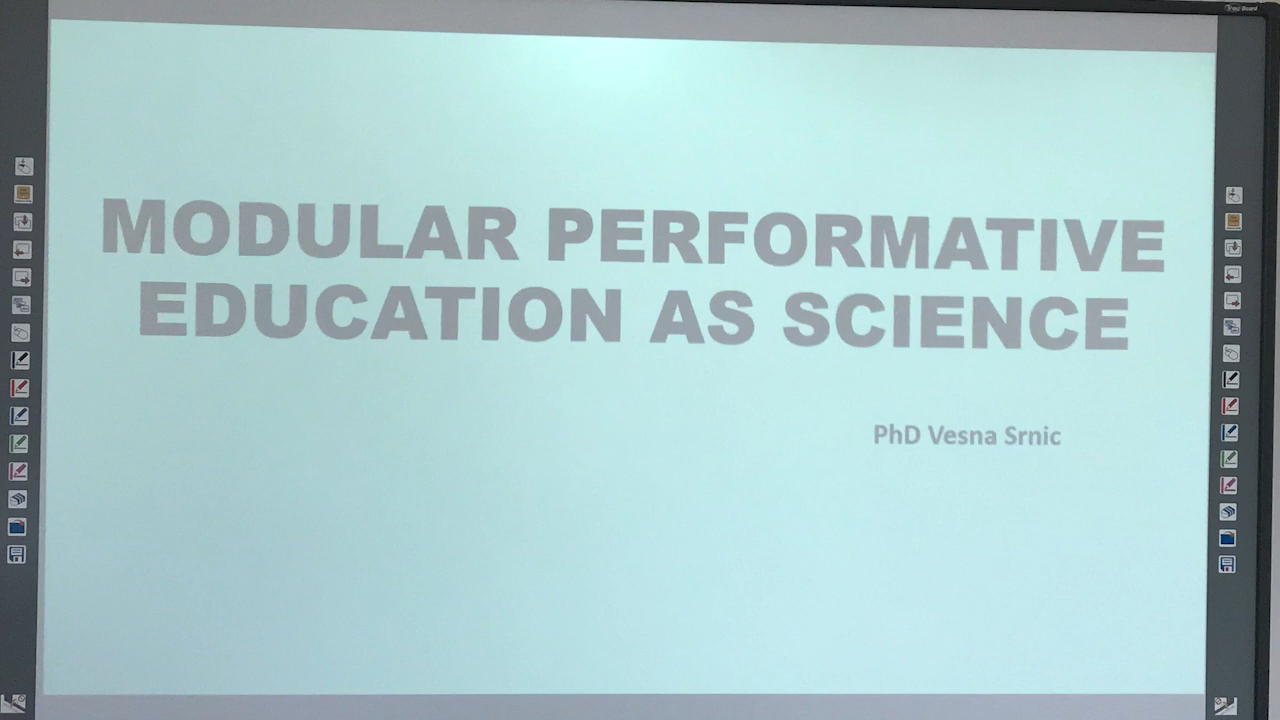 MODULAR PERFORMATIVE
EDUCATION AS SCIENCE
PhD Vesna Srnic